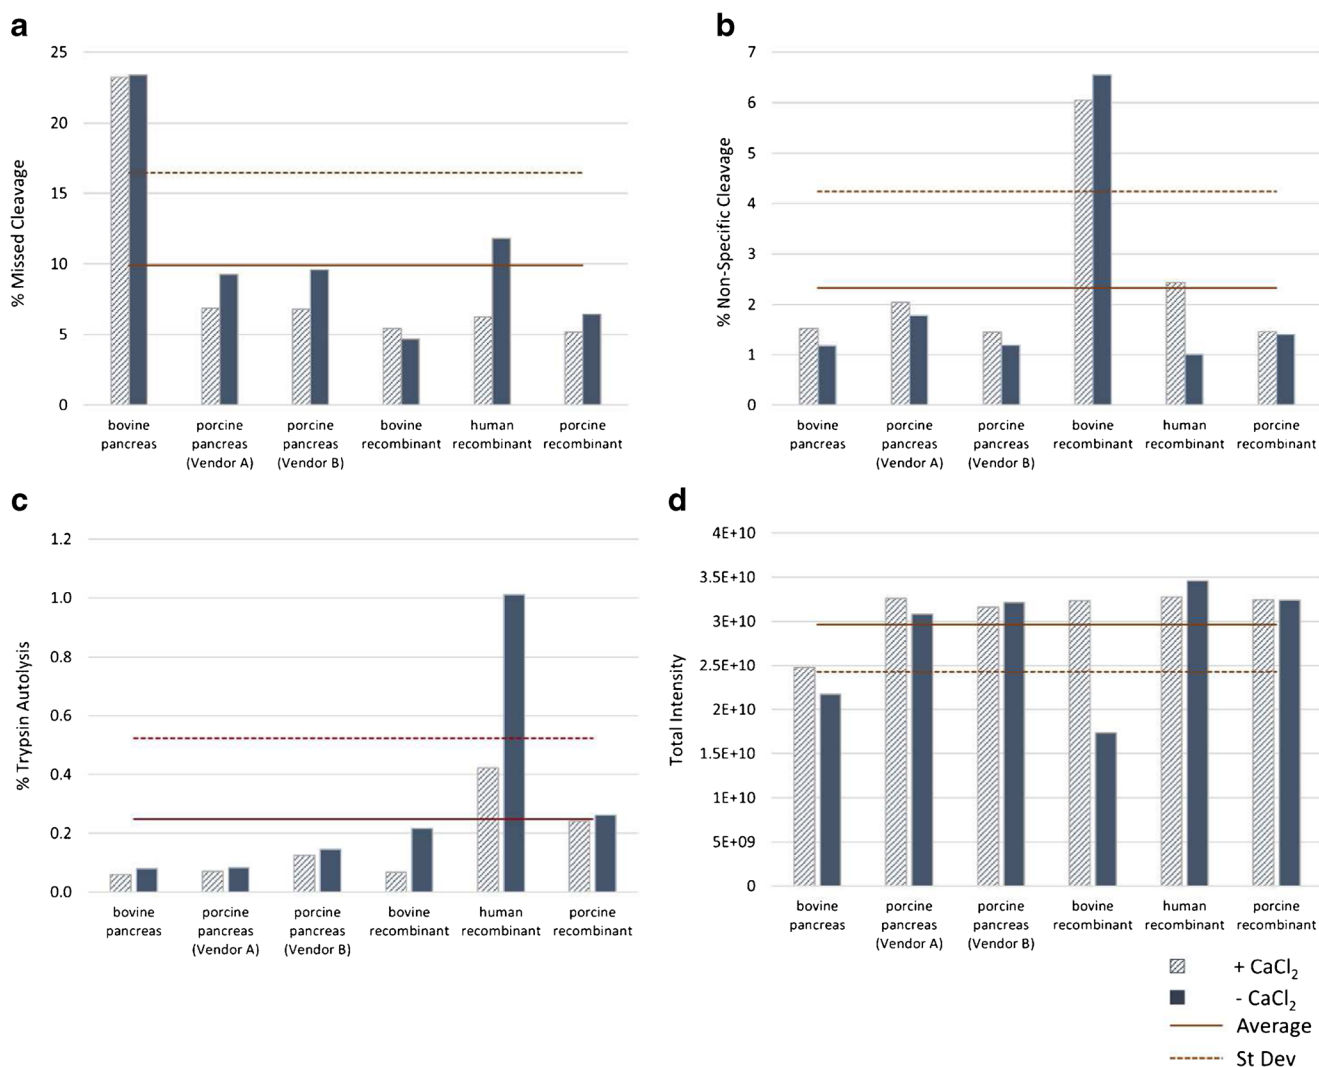 a
% Missed Cleavage
25
20
15
10
5
0
bovine pancreas
porcine pancreas (Vendor A)
porcine pancreas (Vendor B)
bovine recombinant
human recombinant
porcine recombinant
b
% Non-Specific Cleavage
7
6
5
4
3
2
1
0
bovine pancreas
porcine pancreas (Vendor A)
porcine pancreas (Vendor B)
bovine recombinant
human recombinant
porcine recombinant
c
% Trypsin Autolysis
1.2
1.0
0.8
0.6
0.4
0.2
0.0
bovine pancreas
porcine pancreas (Vendor A)
porcine pancreas (Vendor B)
bovine recombinant
human recombinant
porcine recombinant
d
Total Intensity
4E+10
3.5E+10
3E+10
2.5E+10
2E+10
1.5E+10
1E+10
5E+09
0
bovine pancreas
porcine pancreas (Vendor A)
porcine pancreas (Vendor B)
bovine recombinant
human recombinant
porcine recombinant
+ CaCl₂
- CaCl₂
Average
St Dev